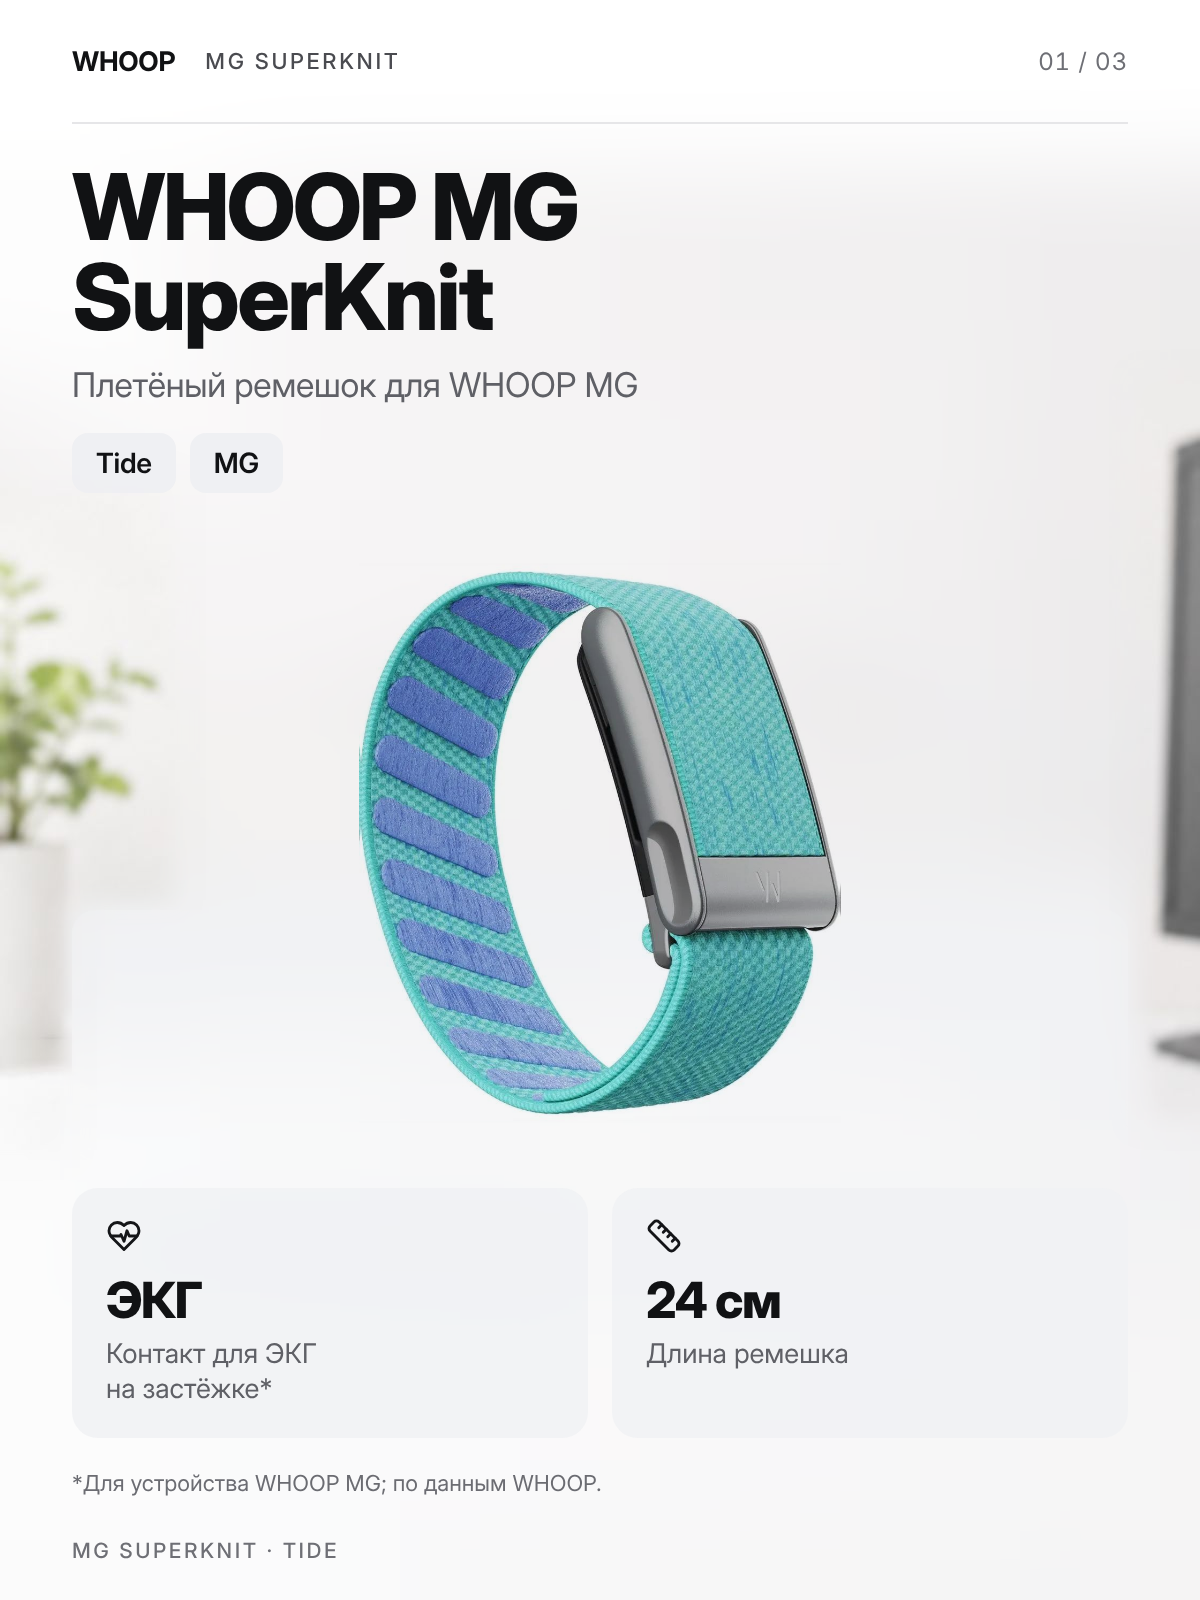 WHOOP MG SUPERKNIT 01 / 03
WHOOP MG
SuperKnit
Плетёный ремешок для WHOOP MG
Tide MG
W
ЭКГ
Контакт для ЭКГ
на застёжке*
24 см
Длина ремешка
*Для устройства WHOOP MG; по данным WHOOP.
MG SUPERKNIT · TIDE